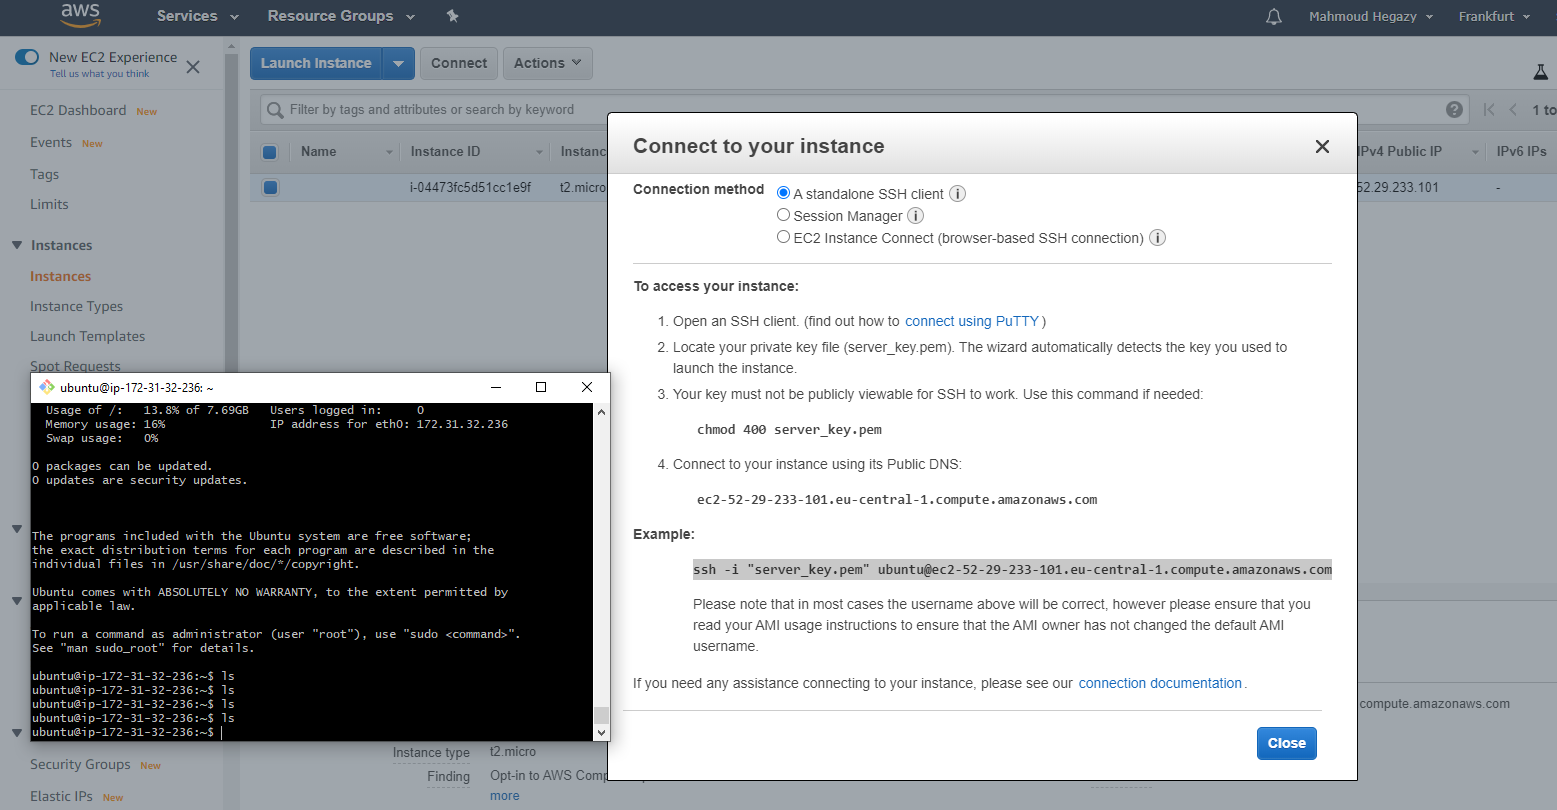 aws
Services
Resource Groups
Mahmoud Hegazy
Frankfurt
New EC2 Experience
Tell us what you think
EC2 Dashboard New
Events New
Tags
Limits
Instances
Instances
Instance Types
Launch Templates
Spot Requests
Security Groups New
Elastic IPs New
Launch Instance
Connect
Actions
Filter by tags and attributes or search by keyword
1 to
Name
Instance ID
Instanc
IPv4 Public IP
IPv6 IPs
i-04473fc5d51cc1e9f
t2.micro
52.29.233.101
-
Connect to your instance
Connection method
A standalone SSH client
Session Manager
EC2 Instance Connect (browser-based SSH connection)
To access your instance:
1. Open an SSH client. (find out how to connect using PuTTY )
2. Locate your private key file (server_key.pem). The wizard automatically detects the key you used to
launch the instance.
3. Your key must not be publicly viewable for SSH to work. Use this command if needed:
chmod 400 server_key.pem
4. Connect to your instance using its Public DNS:
ec2-52-29-233-101.eu-central-1.compute.amazonaws.com
Example:
ssh -i "server_key.pem" ubuntu@ec2-52-29-233-101.eu-central-1.compute.amazonaws.com
Please note that in most cases the username above will be correct, however please ensure that you
read your AMI usage instructions to ensure that the AMI owner has not changed the default AMI
username.
If you need any assistance connecting to your instance, please see our connection documentation .
Close
compute.amazonaws.com
ubuntu@ip-172-31-32-236: ~
Usage of /: 13.8% of 7.69GB Users logged in: 0
Memory usage: 16% IP address for eth0: 172.31.32.236
Swap usage: 0%
0 packages can be updated.
0 updates are security updates.
The programs included with the Ubuntu system are free software;
the exact distribution terms for each program are described in the
individual files in /usr/share/doc/*/copyright.
Ubuntu comes with ABSOLUTELY NO WARRANTY, to the extent permitted by
applicable law.
To run a command as administrator (user "root"), use "sudo <command>".
See "man sudo_root" for details.
ubuntu@ip-172-31-32-236:~$ ls
ubuntu@ip-172-31-32-236:~$ ls
ubuntu@ip-172-31-32-236:~$ ls
ubuntu@ip-172-31-32-236:~$ ls
ubuntu@ip-172-31-32-236:~$
Instance type
t2.micro
Finding
Opt-in to AWS Comp
more